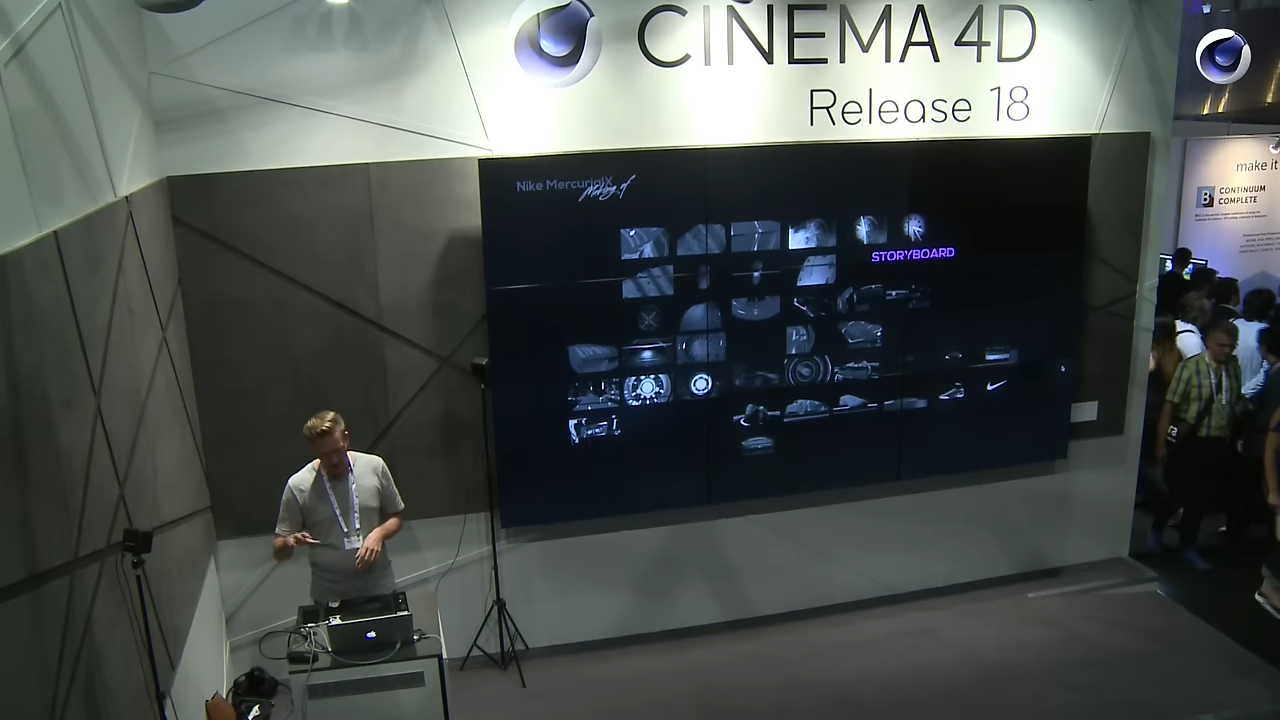 CINEMA 4D
Release 18
Nike MercurialX
Making of
STORYBOARD
make it
CONTINUUM
COMPLETE